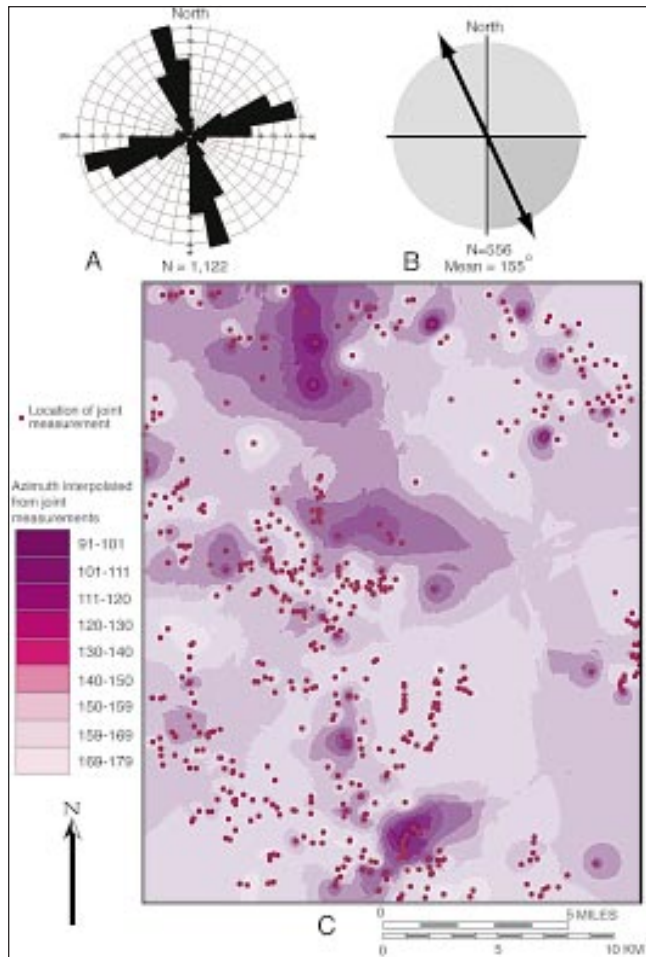 North
North
A
N = 1,122
B
N=556
Mean = 155°
Location of joint
measurement
Azimuth interpolated
from joint
measurements
91-101
101-111
111-120
120-130
130-140
140-150
150-159
159-169
169-179
N
C
0
5 MILES
0
5
10 KM